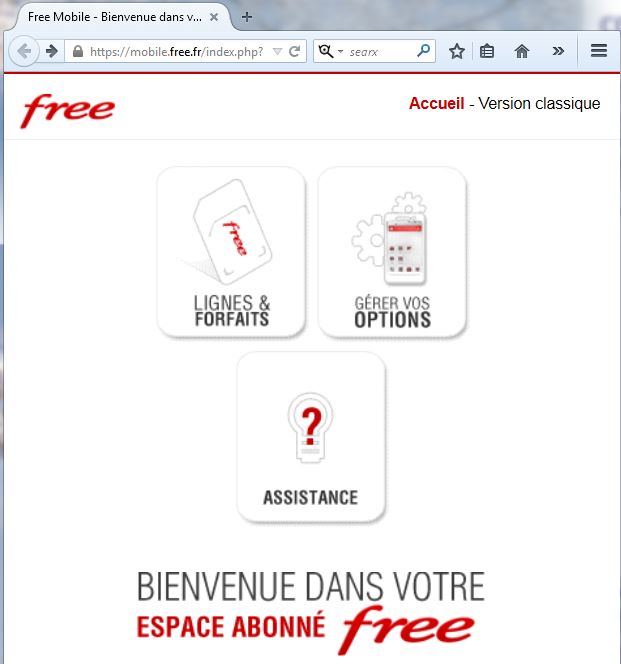 Free Mobile - Bienvenue dans v...
https://mobile.free.fr/index.php?
searx
free
Accueil - Version classique
free
LIGNES &
FORFAITS
GÉRER VOS
OPTIONS
?
ASSISTANCE
BIENVENUE DANS VOTRE
ESPACE ABONNÉ free